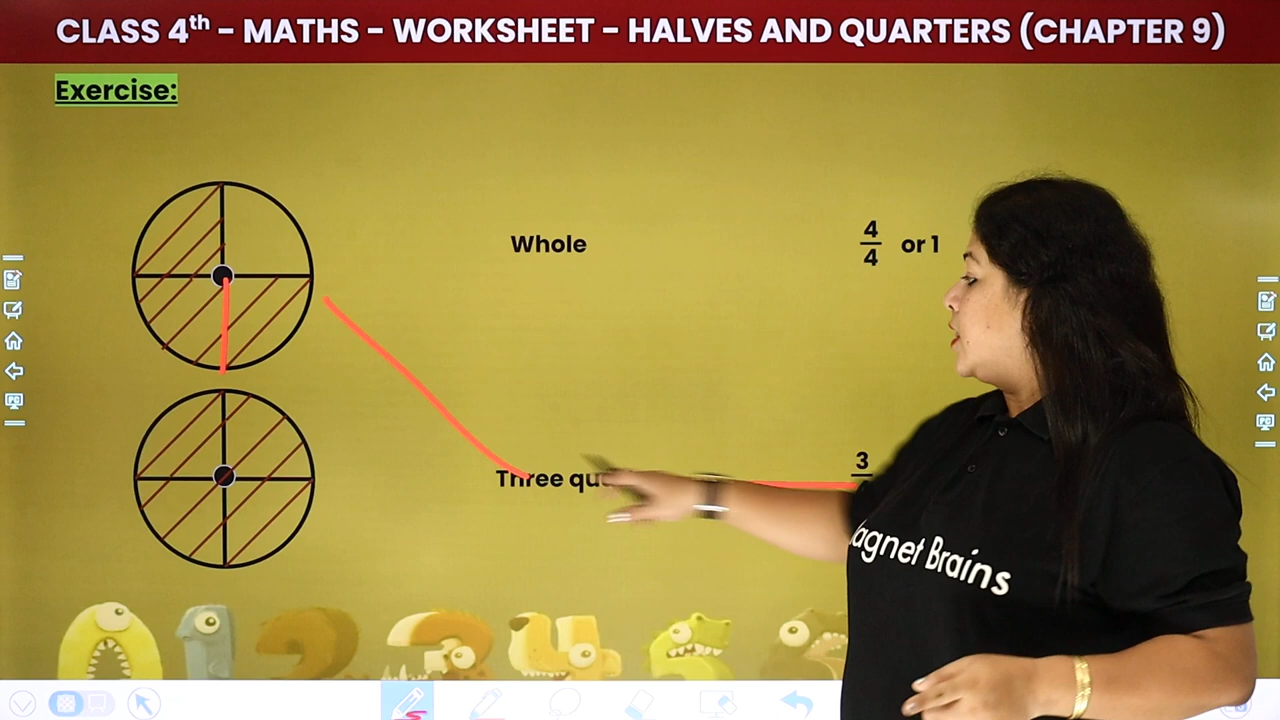 CLASS 4th - MATHS - WORKSHEET - HALVES AND QUARTERS (CHAPTER 9)
Exercise:
Whole
4/4 or 1
Three
3
agnet Brains